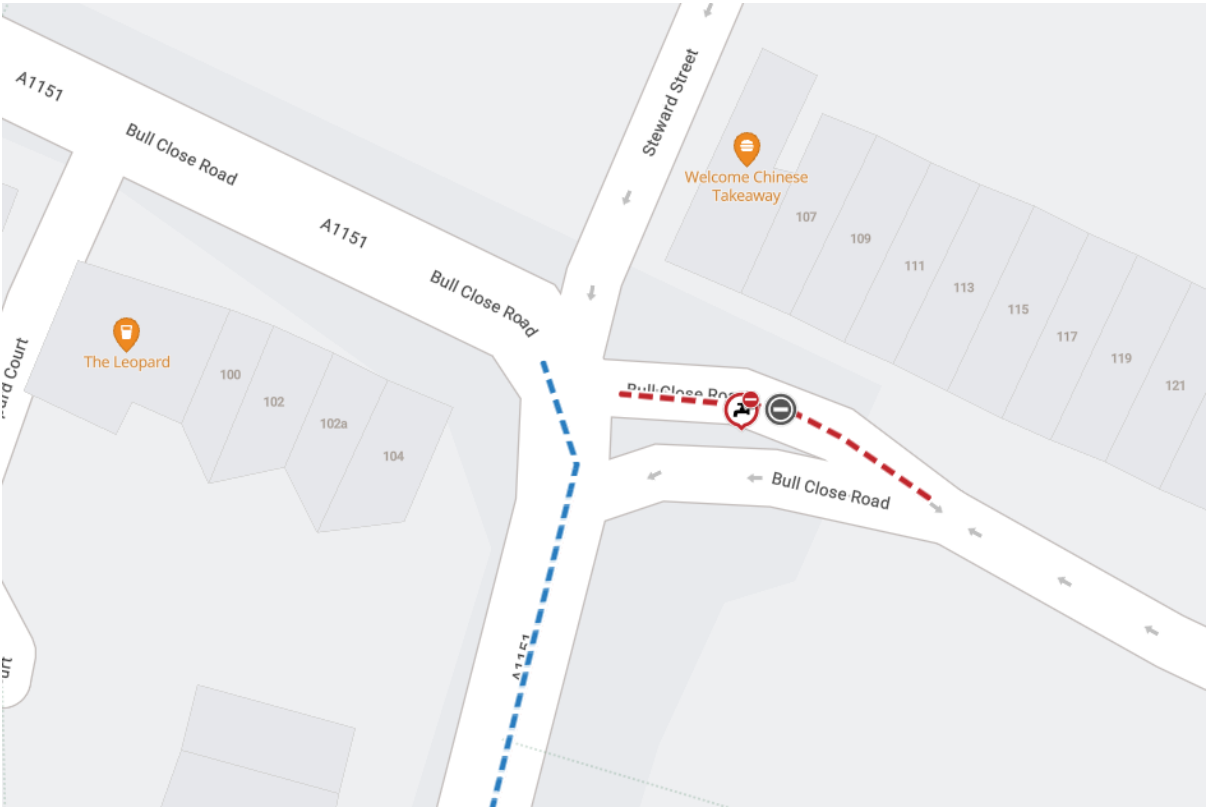 A1151
Bull Close Road
A1151
Bull Close Road
Steward Street
Welcome Chinese
Takeaway
107
109
111
113
115
117
119
121
The Leopard
100
102
102a
104
Court
Bull Close Road
A1151